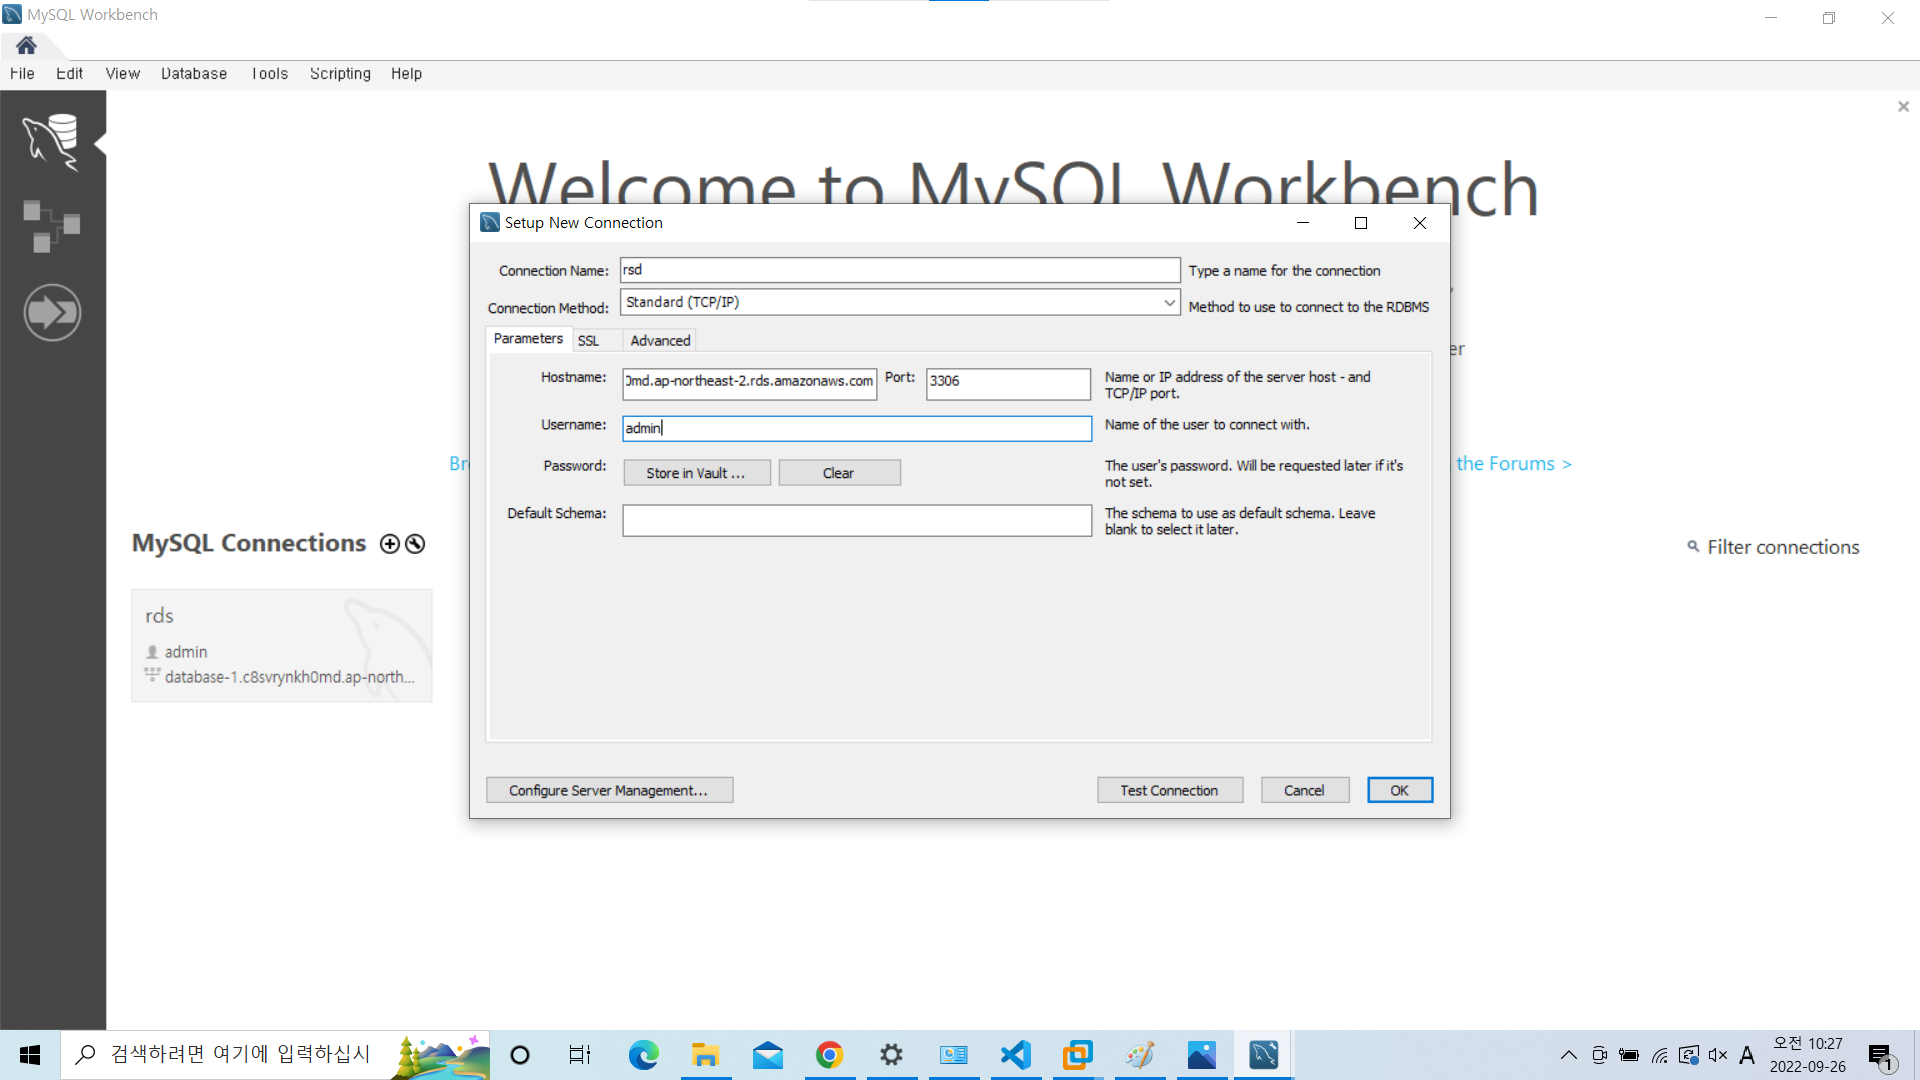 MySQL Workbench
File Edit View Database Tools Scripting Help
Welcome to MySQL Workbench
Setup New Connection
Connection Name: rsd Type a name for the connection
Connection Method: Standard (TCP/IP) Method to use to connect to the RDBMS
Parameters SSL Advanced
er
Hostname: 0md.ap-northeast-2.rds.amazonaws.com Port: 3306 Name or IP address of the server host - and
TCP/IP port.
Username: admin Name of the user to connect with.
Br the Forums >
Password: Store in Vault ... Clear The user's password. Will be requested later if it's
not set.
Default Schema: The schema to use as default schema. Leave
blank to select it later.
MySQL Connections
Filter connections
rds
admin
database-1.c8svrynkh0md.ap-north...
Configure Server Management... Test Connection Cancel OK
검색하려면 여기에 입력하십시
A
오전 10:27
2022-09-26
1